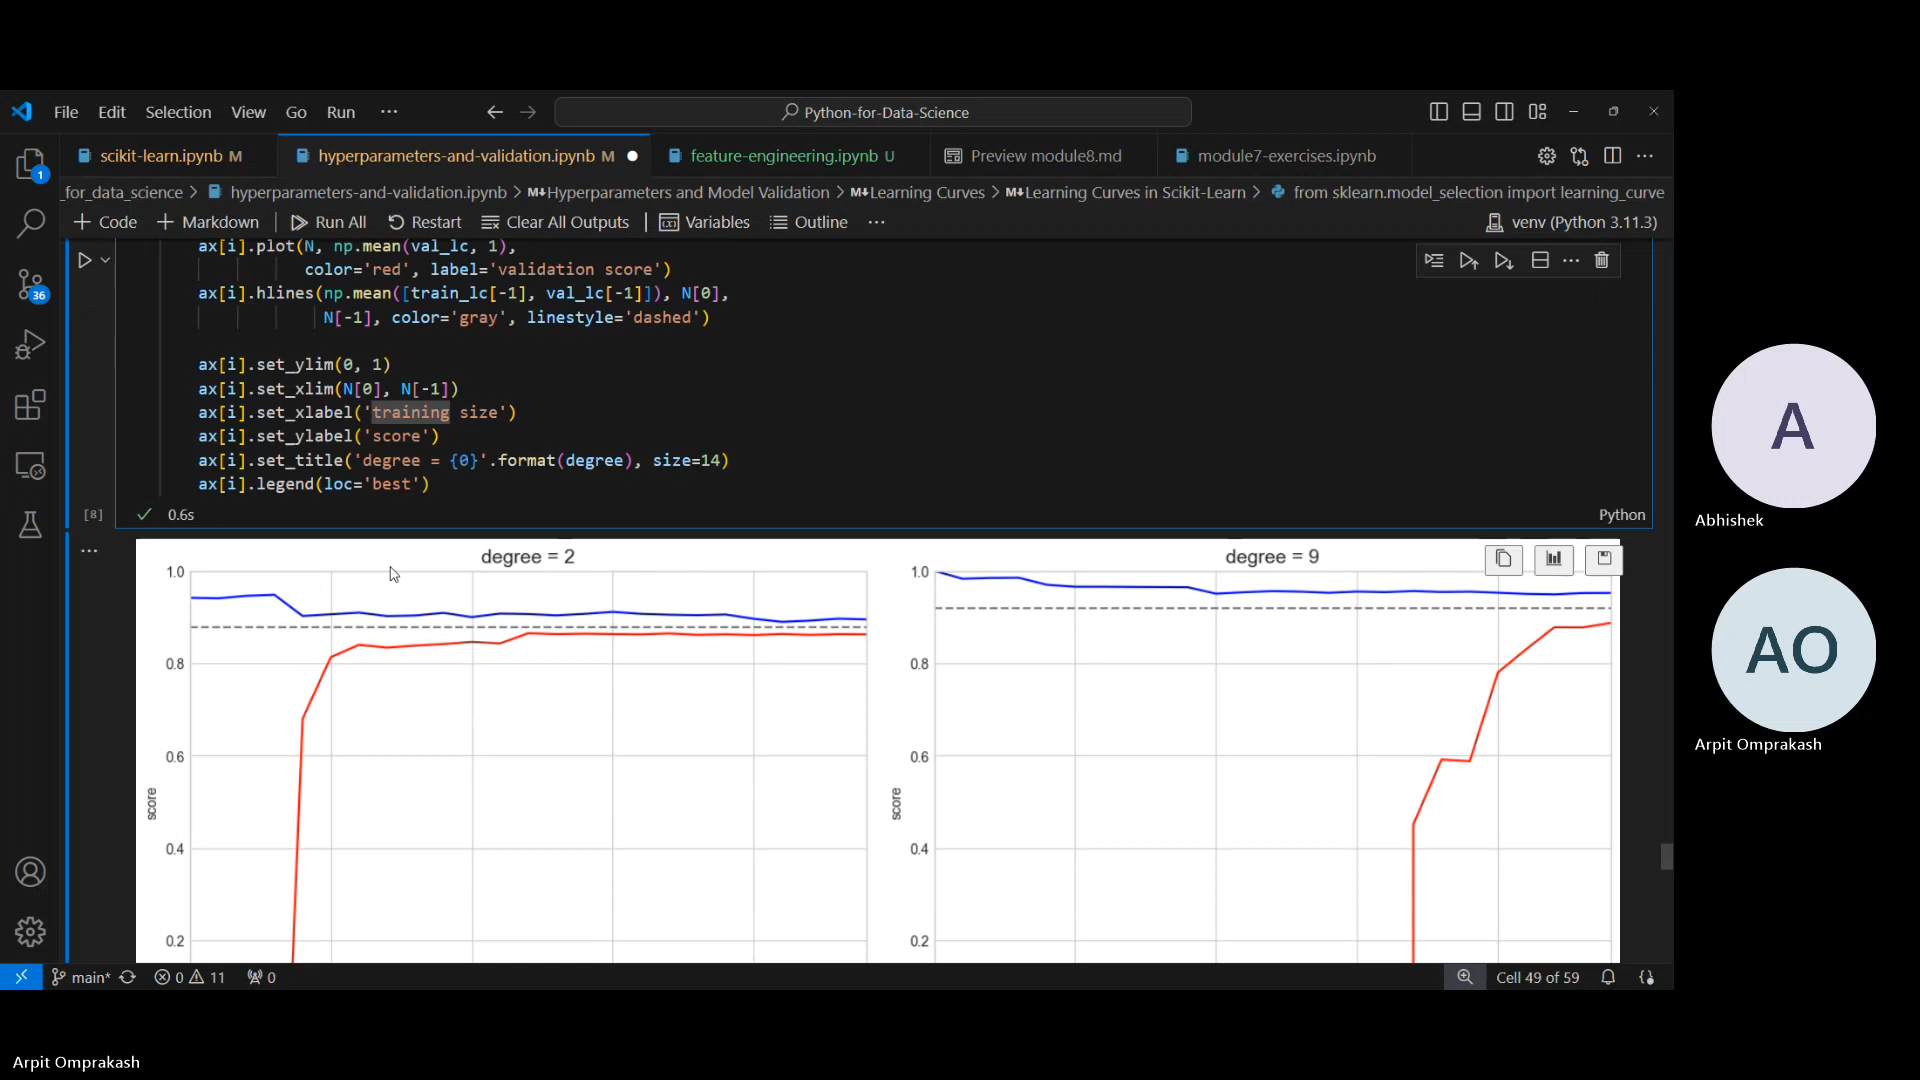 File Edit Selection View Go Run ··· Python-for-Data-Science
scikit-learn.ipynb M hyperparameters-and-validation.ipynb M feature-engineering.ipynb U Preview module8.md module7-exercises.ipynb
_for_data_science > hyperparameters-and-validation.ipynb > M↓Hyperparameters and Model Validation > M↓Learning Curves > M↓Learning Curves in Scikit-Learn > from sklearn.model_selection import learning_curve
+ Code + Markdown Run All Restart Clear All Outputs Variables Outline ··· venv (Python 3.11.3)
1
36
ax[i].plot(N, np.mean(val_lc, 1),
color='red', label='validation score')
ax[i].hlines(np.mean([train_lc[-1], val_lc[-1]]), N[0],
N[-1], color='gray', linestyle='dashed')
ax[i].set_ylim(0, 1)
ax[i].set_xlim(N[0], N[-1])
ax[i].set_xlabel('training size')
ax[i].set_ylabel('score')
ax[i].set_title('degree = {0}'.format(degree), size=14)
ax[i].legend(loc='best')
[8] 0.6s Python
degree = 2
1.0
0.8
0.6
0.4
0.2
score
degree = 9
1.0
0.8
0.6
0.4
0.2
score
main* 0 11 0 Cell 49 of 59
A
Abhishek
AO
Arpit Omprakash
Arpit Omprakash